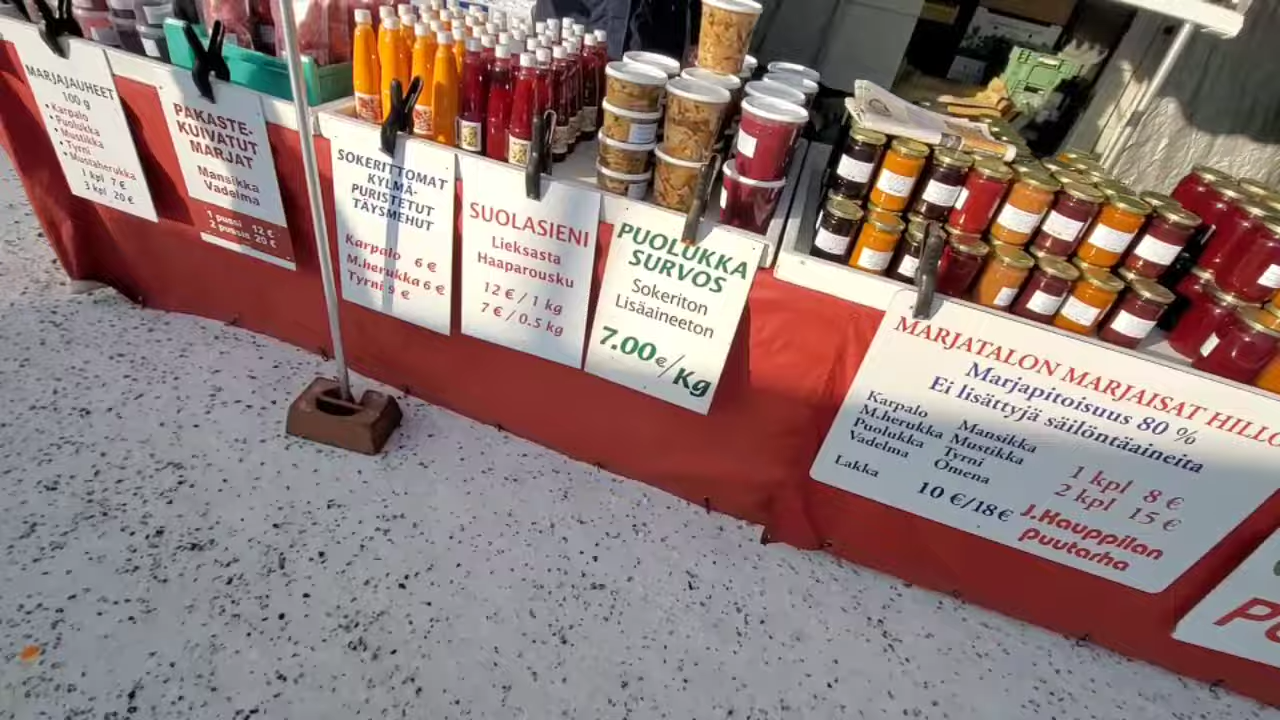 MARJAJAUHEET
100 g
• Karpalo
• Puolukka
• Mustikka
• Tyrni
• Mustaherukka
1 kpl 7 €
3 kpl 20 €
PAKASTE-
KUIVATUT
MARJAT
Mansikka
Vadelma
1 pussi 12 €
2 pussia 20 €
SOKERITTOMAT
KYLMÄ-
PURISTETUT
TÄYSMEHUT
Karpalo 6 €
M.herukka 6 €
Tyrni 9 €
SUOLASIENI
Lieksasta
Haaparousku
12 € / 1 kg
7 € / 0.5 kg
PUOLUKKA
SURVOS
Sokeriton
Lisäaineeton
7.00€/Kg
MARJATALON MARJAISAT HILLO
Marjapitoisuus 80 %
Ei lisättyjä säilöntäaineita
Karpalo Mansikka
M.herukka Mustikka
Puolukka Tyrni
Vadelma Omena
Lakka 10 €/18€
1 kpl 8 €
2 kpl 15 €
J.Kauppilan
puutarha